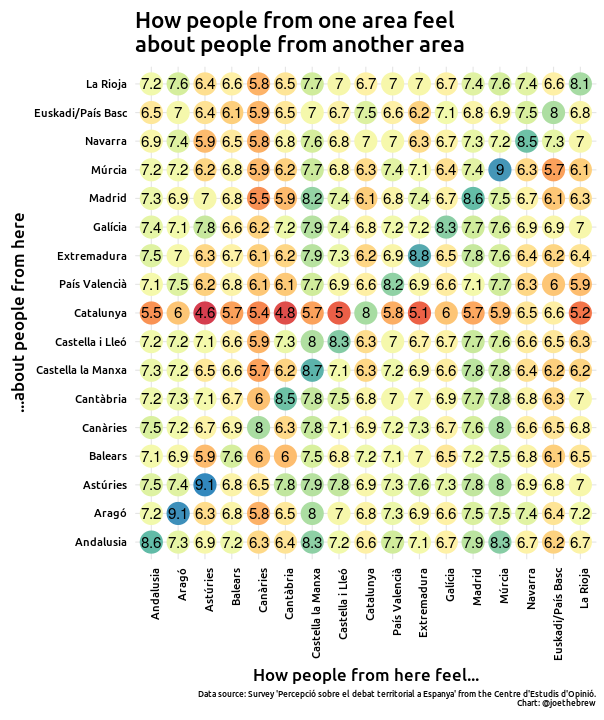 How people from one area feel
about people from another area
...about people from here
La Rioja 7.2 7.6 6.4 6.6 5.8 6.5 7.7 7 6.7 7 7 6.7 7.4 7.6 7.4 6.6 8.1
Euskadi/País Basc 6.5 7 6.4 6.1 5.9 6.5 7 6.7 7.5 6.6 6.2 7.1 6.8 6.9 7.5 8 6.8
Navarra 6.9 7.4 5.9 6.5 5.8 6.8 7.6 6.8 7 7 6.3 6.7 7.3 7.2 8.5 7.3 7
Múrcia 7.2 7.2 6.2 6.8 5.9 6.2 7.7 6.8 6.3 7.4 7.1 6.4 7.4 9 6.3 5.7 6.1
Madrid 7.3 6.9 7 6.8 5.5 5.9 8.2 7.4 6.1 6.8 7.4 6.7 8.6 7.5 6.7 6.1 6.3
Galícia 7.4 7.1 7.8 6.6 6.2 7.2 7.9 7.4 6.8 7.2 7.2 8.3 7.7 7.6 6.9 6.9 7
Extremadura 7.5 7 6.3 6.7 6.1 6.2 7.9 7.3 6.2 6.9 8.8 6.5 7.8 7.6 6.4 6.2 6.4
País Valencià 7.1 7.5 6.2 6.8 6.1 6.1 7.7 6.9 6.6 8.2 6.9 6.6 7.1 7.7 6.3 6 5.9
Catalunya 5.5 6 4.6 5.7 5.4 4.8 5.7 5 8 5.8 5.1 6 5.7 5.9 6.5 6.6 5.2
Castella i Lleó 7.2 7.2 7.1 6.6 5.9 7.3 8 8.3 6.3 7 6.7 6.7 7.7 7.6 6.6 6.5 6.3
Castella la Manxa 7.3 7.2 6.5 6.6 5.7 6.2 8.7 7.1 6.3 7.2 6.9 6.6 7.8 7.8 6.4 6.2 6.2
Cantàbria 7.2 7.3 7.1 6.7 6 8.5 7.8 7.5 6.8 7 7 6.9 7.7 7.8 6.8 6.3 7
Canàries 7.5 7.2 6.7 6.9 8 6.3 7.8 7.1 6.9 7.2 7.3 6.7 7.6 8 6.6 6.5 6.8
Balears 7.1 6.9 5.9 7.6 6 6 7.5 6.8 7.2 7.1 7 6.5 7.2 7.5 6.8 6.1 6.5
Astúries 7.5 7.4 9.1 6.8 6.5 7.8 7.9 7.8 6.9 7.3 7.6 7.3 7.8 8 6.9 6.8 7
Aragó 7.2 9.1 6.3 6.8 5.8 6.5 8 7 6.8 7.3 6.9 6.6 7.5 7.5 7.4 6.4 7.2
Andalusia 8.6 7.3 6.9 7.2 6.3 6.4 8.3 7.2 6.6 7.7 7.1 6.7 7.9 8.3 6.7 6.2 6.7
Andalusia
Aragó
Astúries
Balears
Canàries
Cantàbria
Castella la Manxa
Castella i Lleó
Catalunya
País Valencià
Extremadura
Galícia
Madrid
Múrcia
Navarra
Euskadi/País Basc
La Rioja
How people from here feel...
Data source: Survey 'Percepció sobre el debat territorial a Espanya' from the Centre d'Estudis d'Opinió.
Chart: @joethebrew